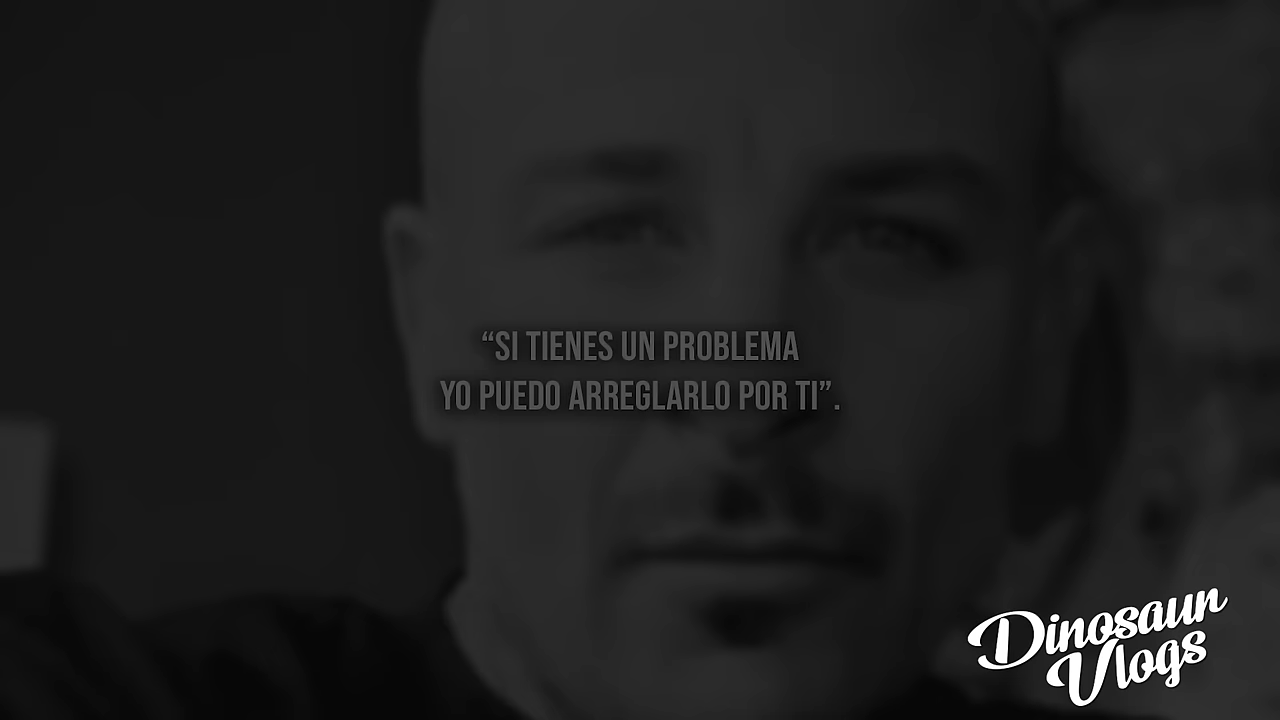 “SI TIENES UN PROBLEMA
YO PUEDO ARREGLARLO POR TI”.
Dinosaur
Vlogs